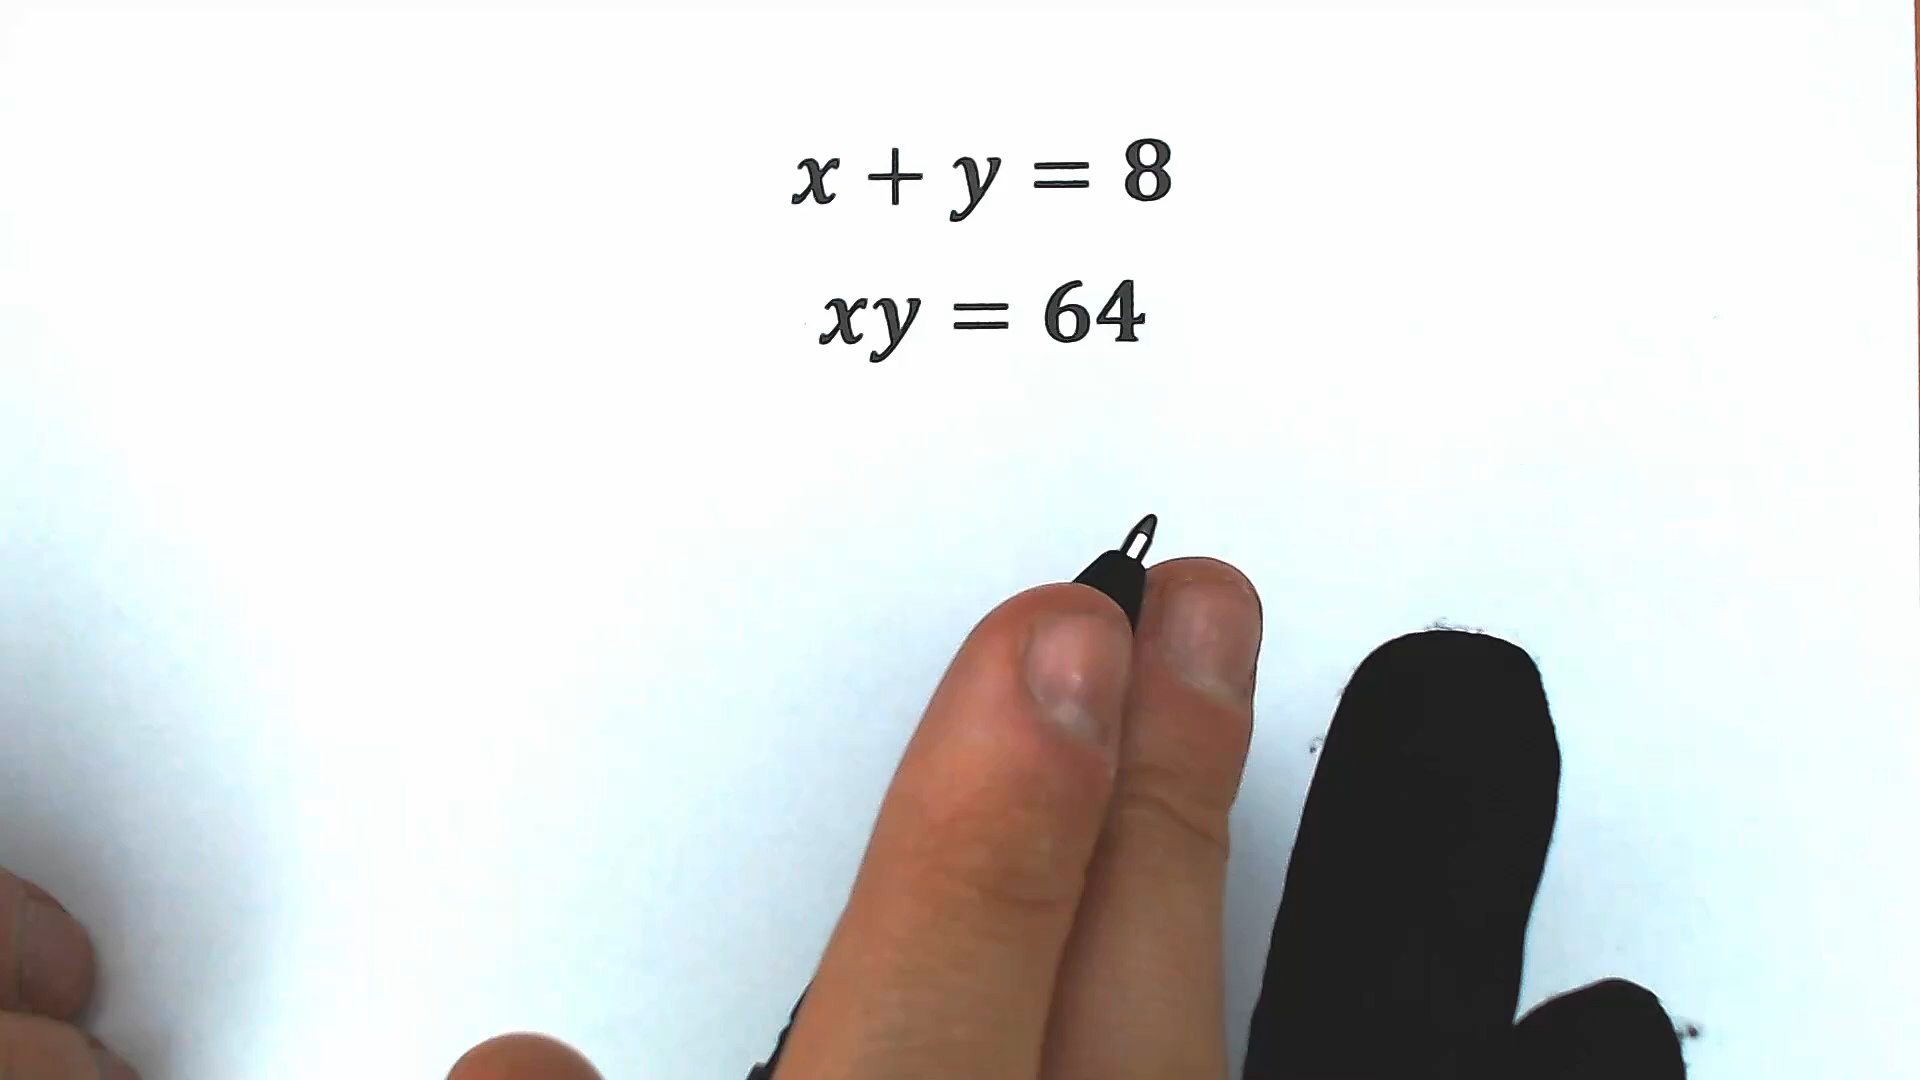 x + y = 8
xy = 64